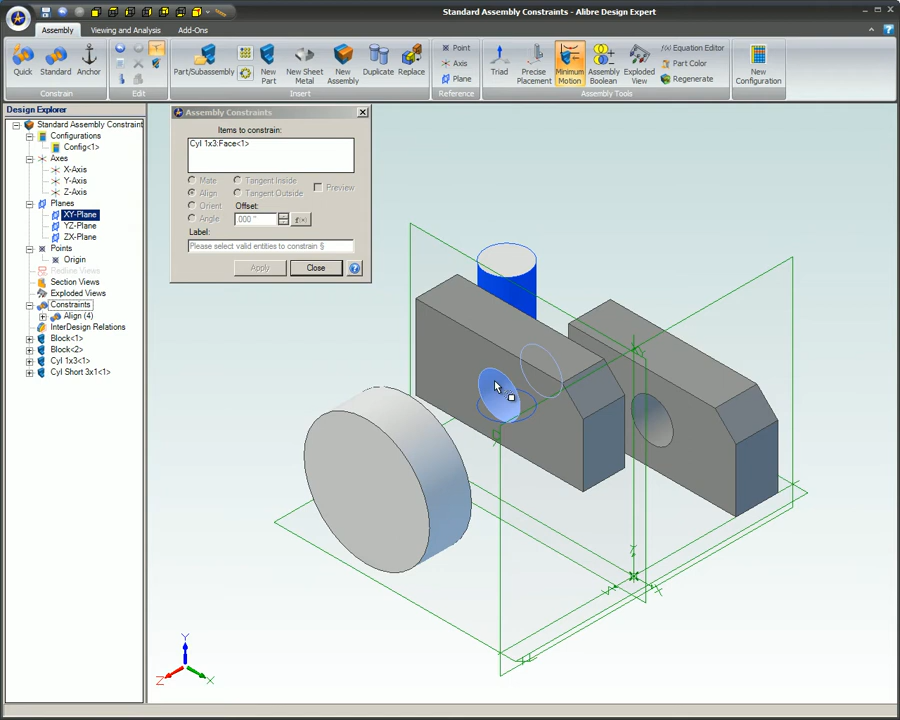 Standard Assembly Constraints - Alibre Design Expert
Assembly
Viewing and Analysis
Add-Ons
Quick
Standard
Anchor
Part/Subassembly
New Part
New Sheet Metal
New Assembly
Duplicate
Replace
Point
Axis
Plane
Triad
Precise Placement
Minimum Motion
Assembly Boolean
Exploded View
Equation Editor
Part Color
Regenerate
New Configuration
Constrain
Edit
Insert
Reference
Assembly Tools
Design Explorer
Standard Assembly Constraint
Configurations
Config<1>
Axes
X-Axis
Y-Axis
Z-Axis
Planes
XY-Plane
YZ-Plane
ZX-Plane
Points
Origin
Redline Views
Section Views
Exploded Views
Constraints
Align (4)
InterDesign Relations
Block<1>
Block<2>
Cyl 1x3<1>
Cyl Short 3x1<1>
Assembly Constraints
Items to constrain:
Cyl 1x3:Face<1>
Mate
Tangent Inside
Preview
Align
Tangent Outside
Orient
Offset:
Angle
000 "
f(x)
Label:
Please select valid entities to constrain §
Apply
Close
Y
Z
X